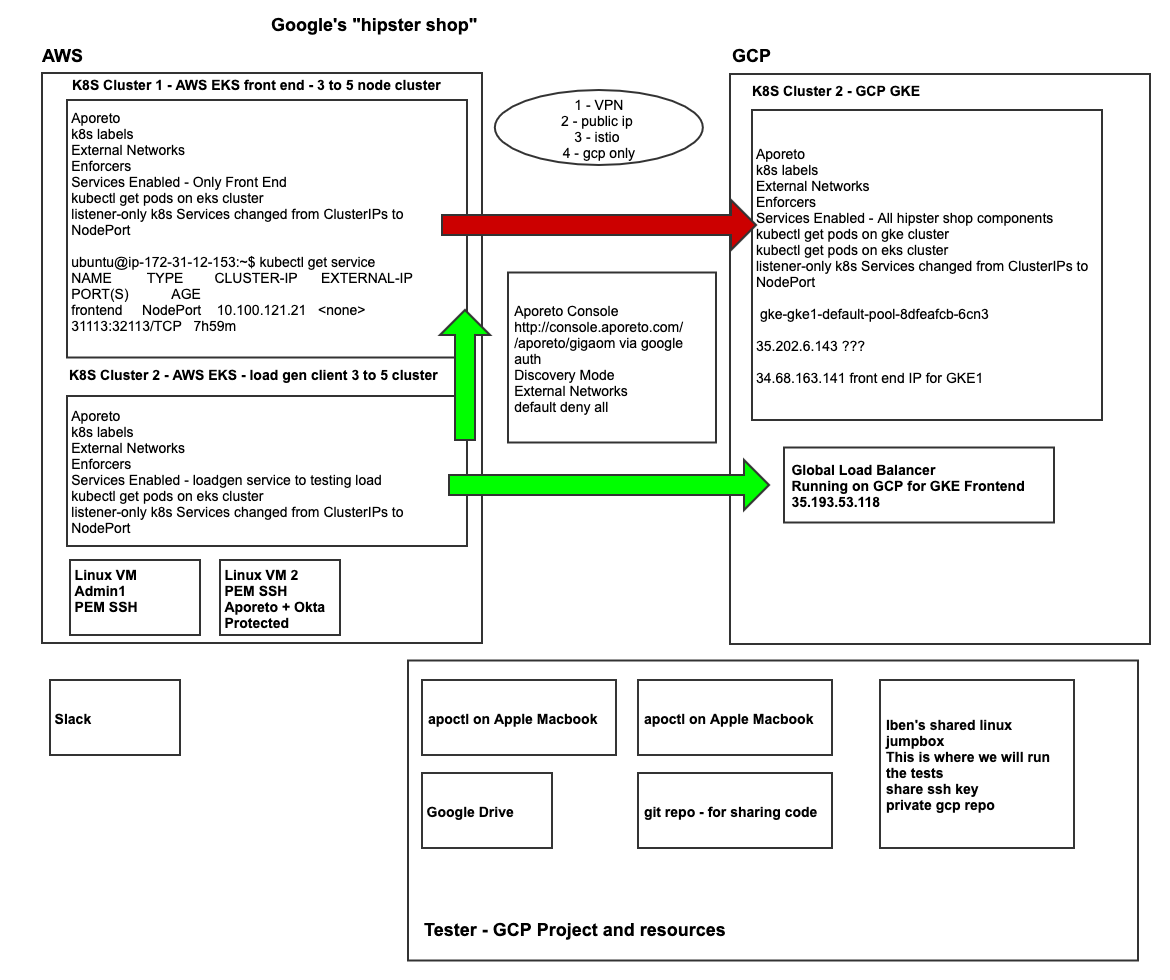 Google's "hipster shop"
AWS
K8S Cluster 1 - AWS EKS front end - 3 to 5 node cluster
Aporeto
k8s labels
External Networks
Enforcers
Services Enabled - Only Front End
kubectl get pods on eks cluster
listener-only k8s Services changed from ClusterIPs to
NodePort
ubuntu@ip-172-31-12-153:~$ kubectl get service
NAME TYPE CLUSTER-IP EXTERNAL-IP
PORT(S) AGE
frontend NodePort 10.100.121.21 <none>
31113:32113/TCP 7h59m
K8S Cluster 2 - AWS EKS - load gen client 3 to 5 cluster
Aporeto
k8s labels
External Networks
Enforcers
Services Enabled - loadgen service to testing load
kubectl get pods on eks cluster
listener-only k8s Services changed from ClusterIPs to
NodePort
Linux VM
Admin1
PEM SSH
Linux VM 2
PEM SSH
Aporeto + Okta
Protected
1 - VPN
2 - public ip
3 - istio
4 - gcp only
Aporeto Console
http://console.aporeto.com/
/aporeto/gigaom via google
auth
Discovery Mode
External Networks
default deny all
GCP
K8S Cluster 2 - GCP GKE
Aporeto
k8s labels
External Networks
Enforcers
Services Enabled - All hipster shop components
kubectl get pods on gke cluster
kubectl get pods on eks cluster
listener-only k8s Services changed from ClusterIPs to
NodePort
gke-gke1-default-pool-8dfeafcb-6cn3
35.202.6.143 ???
34.68.163.141 front end IP for GKE1
Global Load Balancer
Running on GCP for GKE Frontend
35.193.53.118
Slack
apoctl on Apple Macbook
apoctl on Apple Macbook
Iben's shared linux
jumpbox
This is where we will run
the tests
share ssh key
private gcp repo
Google Drive
git repo - for sharing code
Tester - GCP Project and resources